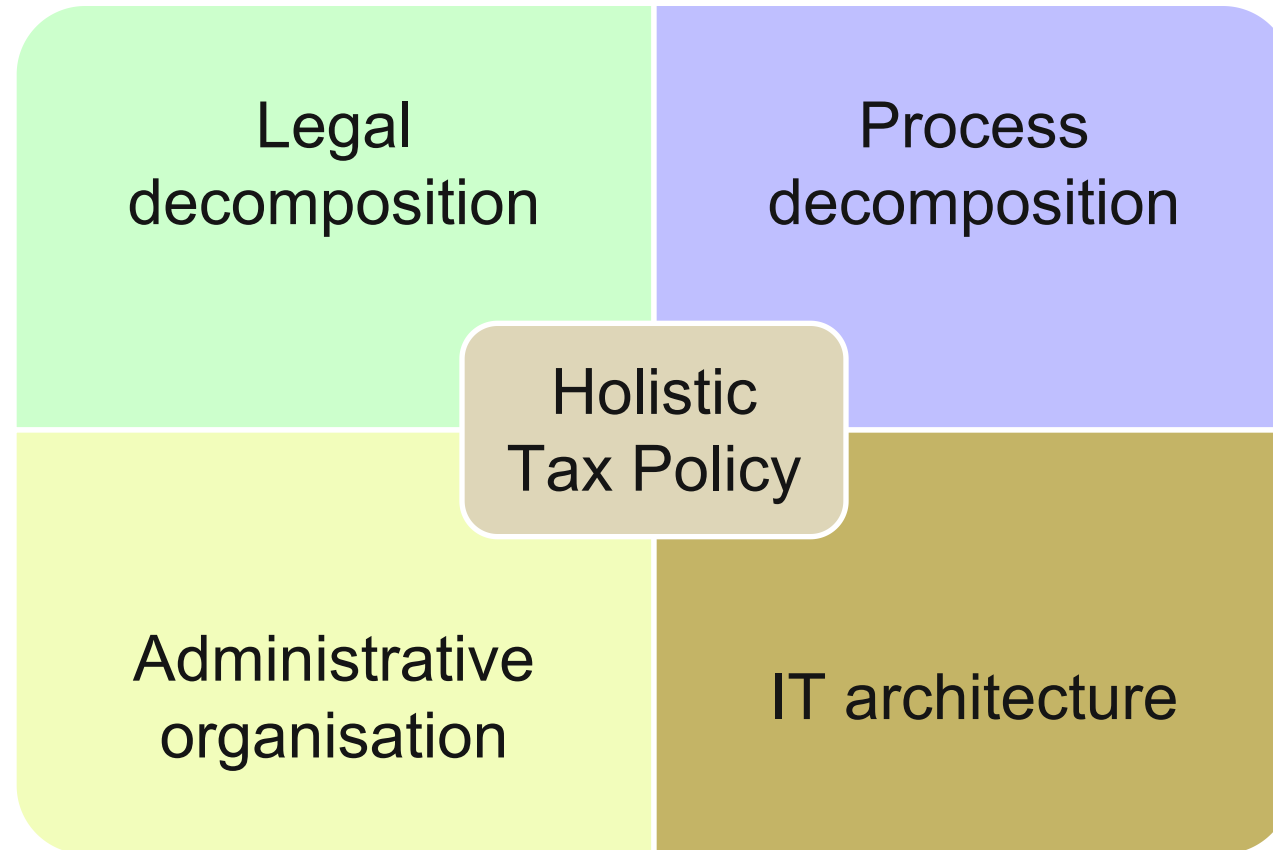 Legal
decomposition
Process
decomposition
Holistic
Tax Policy
Administrative
organisation
IT architecture